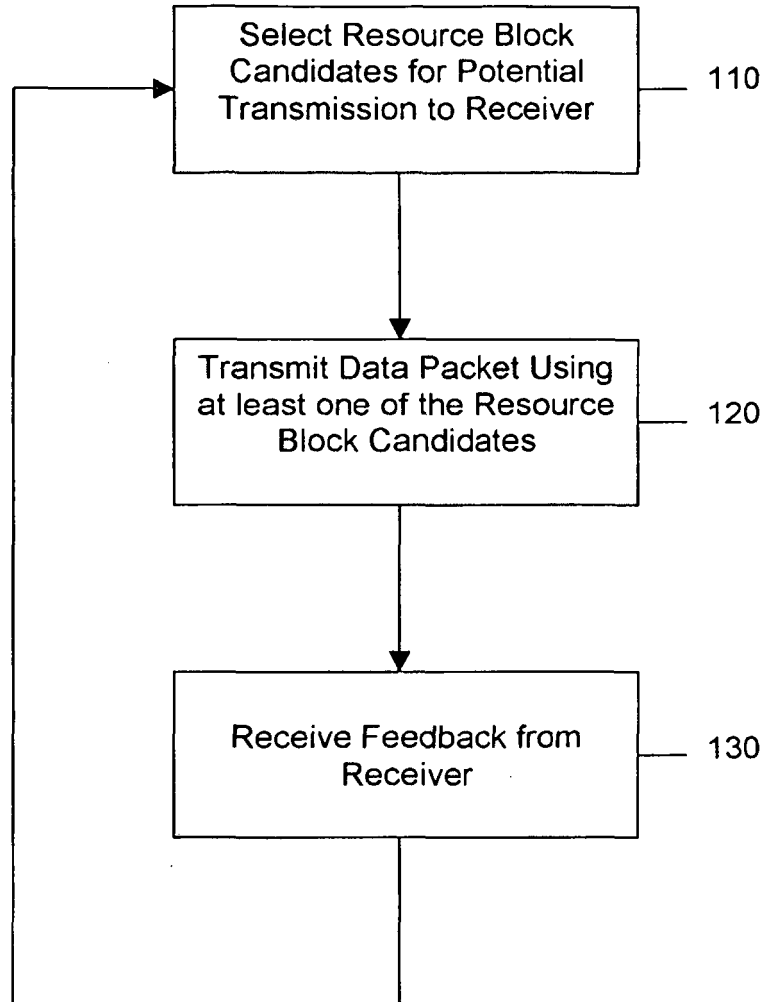 Select Resource Block
Candidates for Potential
Transmission to Receiver
110
Transmit Data Packet Using
at least one of the Resource
Block Candidates
120
Receive Feedback from
Receiver
130